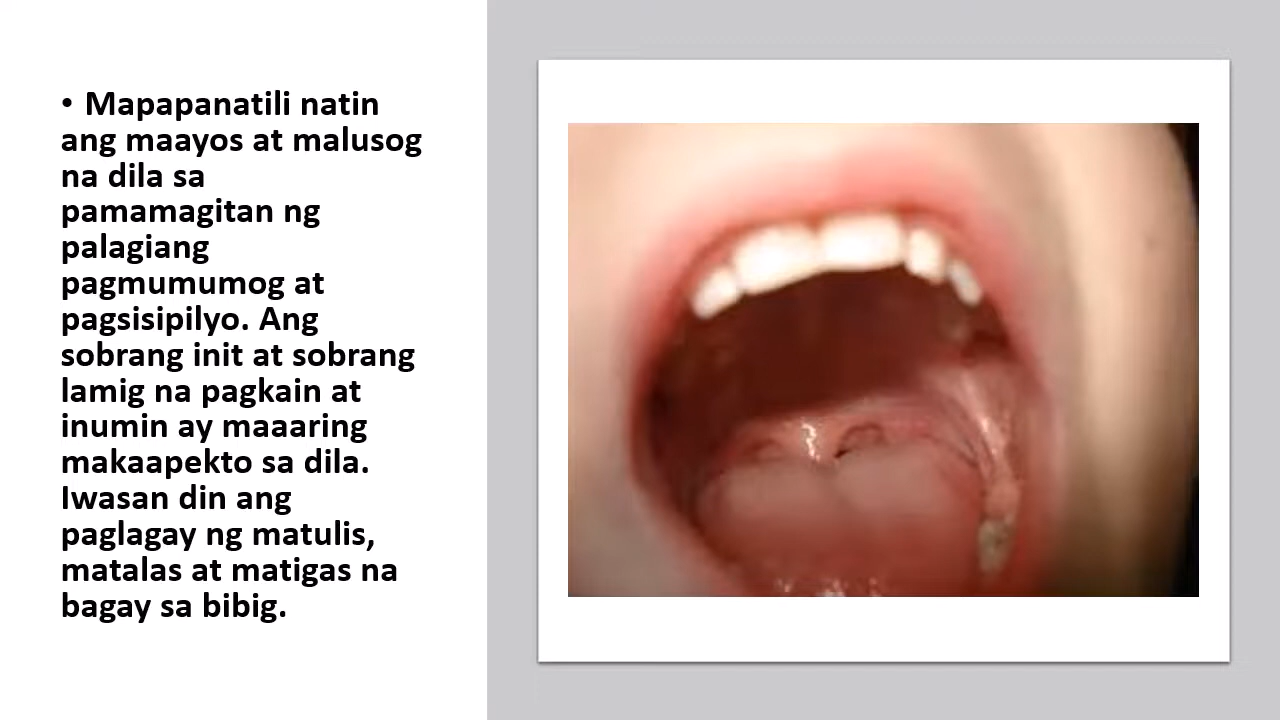 • Mapapanatili natin
ang maayos at malusog
na dila sa
pamamagitan ng
palagiang
pagmumumog at
pagsisipilyo. Ang
sobrang init at sobrang
lamig na pagkain at
inumin ay maaaring
makaapekto sa dila.
Iwasan din ang
paglagay ng matulis,
matalas at matigas na
bagay sa bibig.